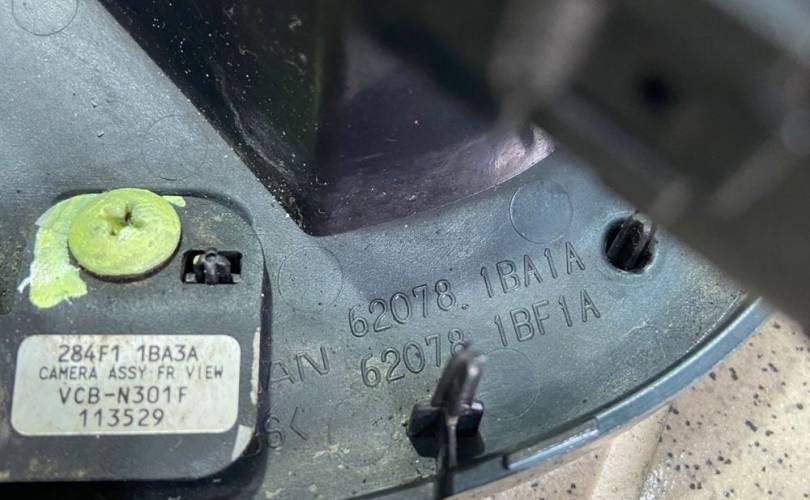 62078 1BA1A
62078 1BF1A
284F1 1BA3A
CAMERA ASSY:FR VIEW
VCB-N301F
113529